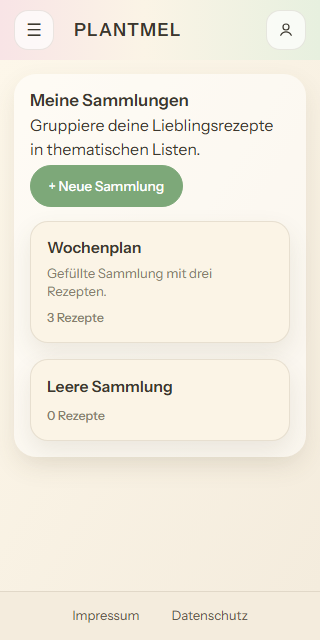 PLANTMEL
Meine Sammlungen
Gruppiere deine Lieblingsrezepte
in thematischen Listen.
+ Neue Sammlung
Wochenplan
Gefüllte Sammlung mit drei
Rezepten.
3 Rezepte
Leere Sammlung
0 Rezepte
Impressum Datenschutz